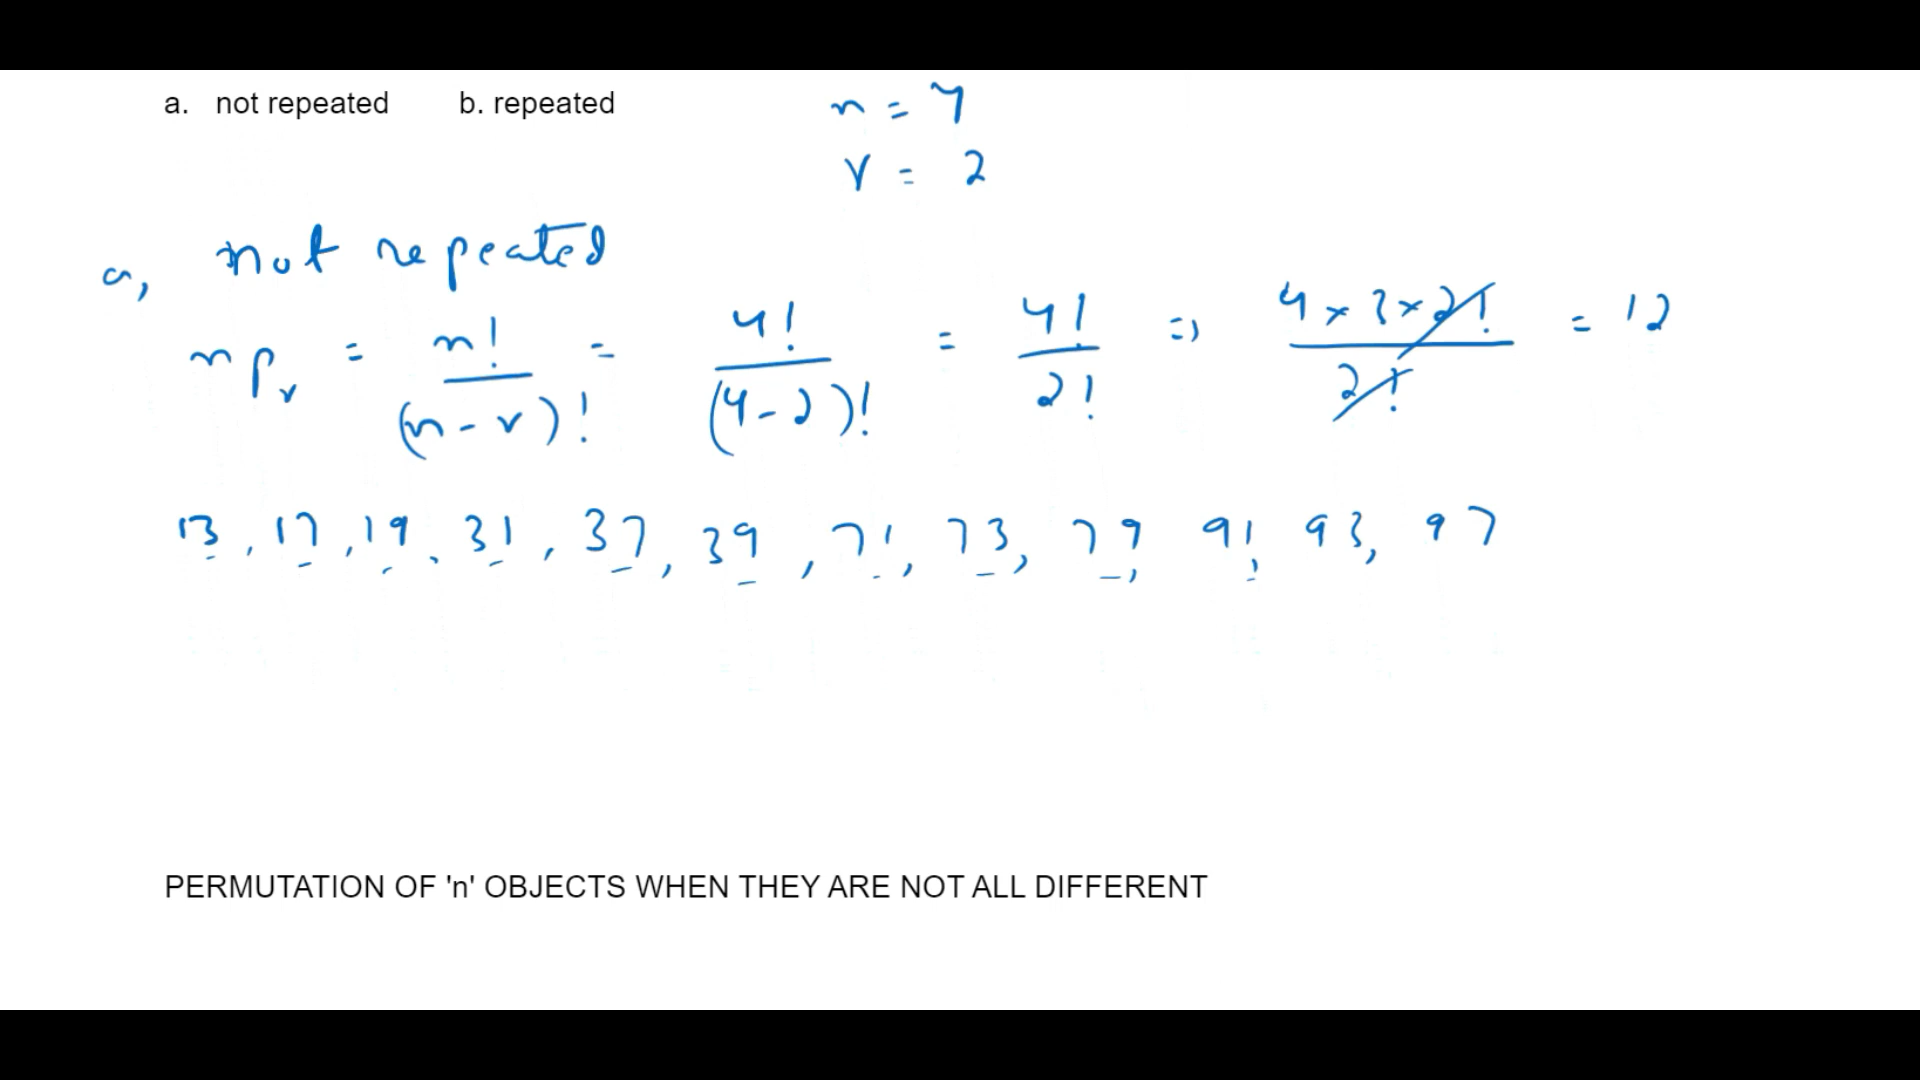 a. not repeated b. repeated
n = 4
r = 2
a, not repeated
nPr = n!/(n-r)! = 4!/(4-2)! = 4!/2! => 4×3×2!/2! = 12
13, 17, 19, 31, 37, 39, 71, 73, 79, 91 93, 97
PERMUTATION OF 'n' OBJECTS WHEN THEY ARE NOT ALL DIFFERENT